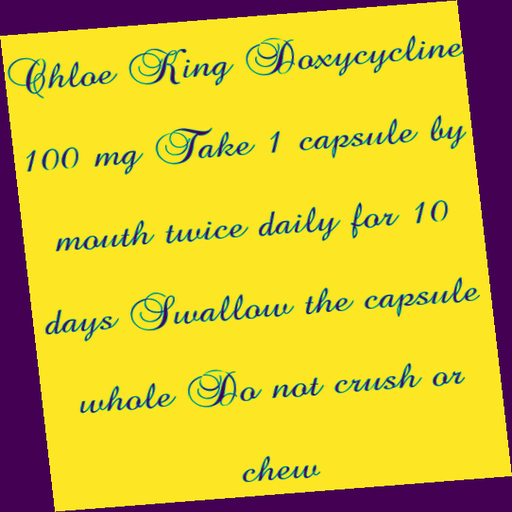 Chloe King Doxycycline
100 mg Take 1 capsule by
mouth twice daily for 10
days Swallow the capsule
whole Do not crush or
chew